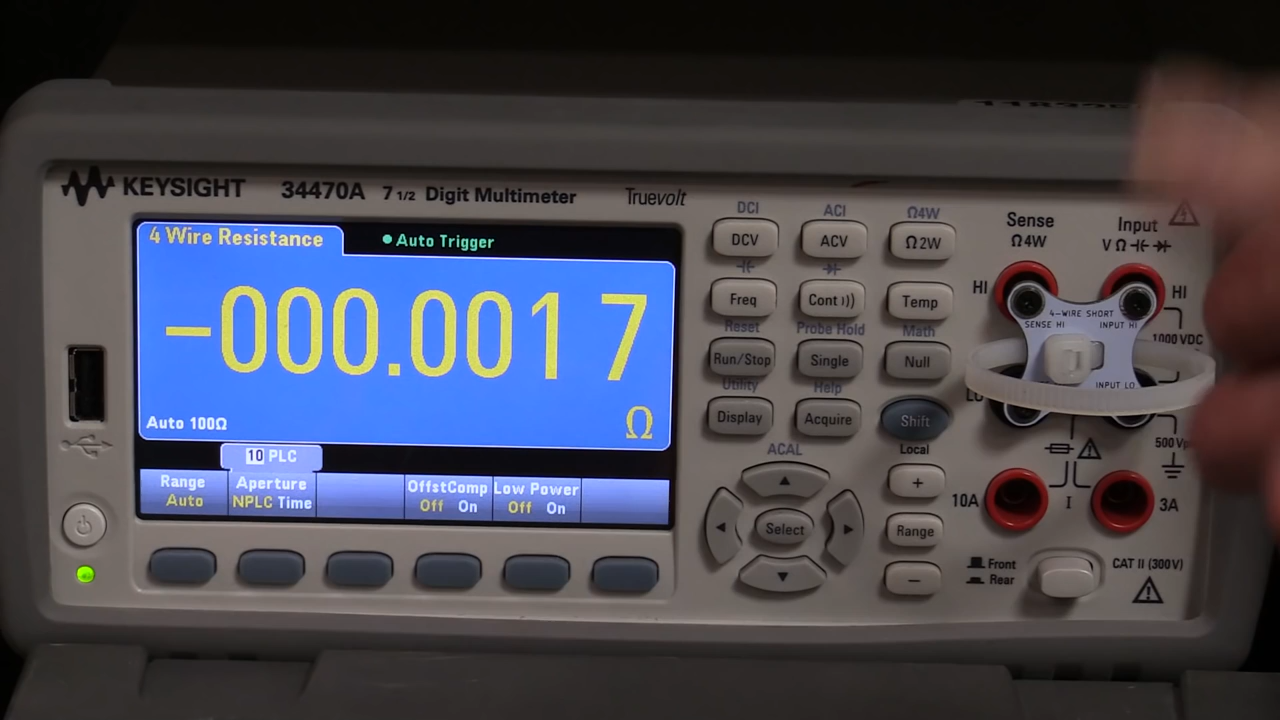 KEYSIGHT 34470A 7 1/2 Digit Multimeter Truevolt
4 Wire Resistance
Auto Trigger
-000.0017
Auto 100Ω
Ω
10 PLC
Range
Auto
Aperture
NPLC Time
OffstComp
Off On
Low Power
Off On
DCI
ACI
Ω4W
DCV
ACV
Ω2W
Freq
Cont
Temp
Reset
Probe Hold
Math
Run/Stop
Single
Null
Utility
Help
Display
Acquire
Shift
Local
ACAL
Select
+
Range
−
Sense
Ω4W
Input
V Ω
HI
HI
4-WIRE SHORT
SENSE HI
INPUT HI
INPUT LO
1000 VDC
500 Vp
10A
I
3A
Front
Rear
CAT II (300V)